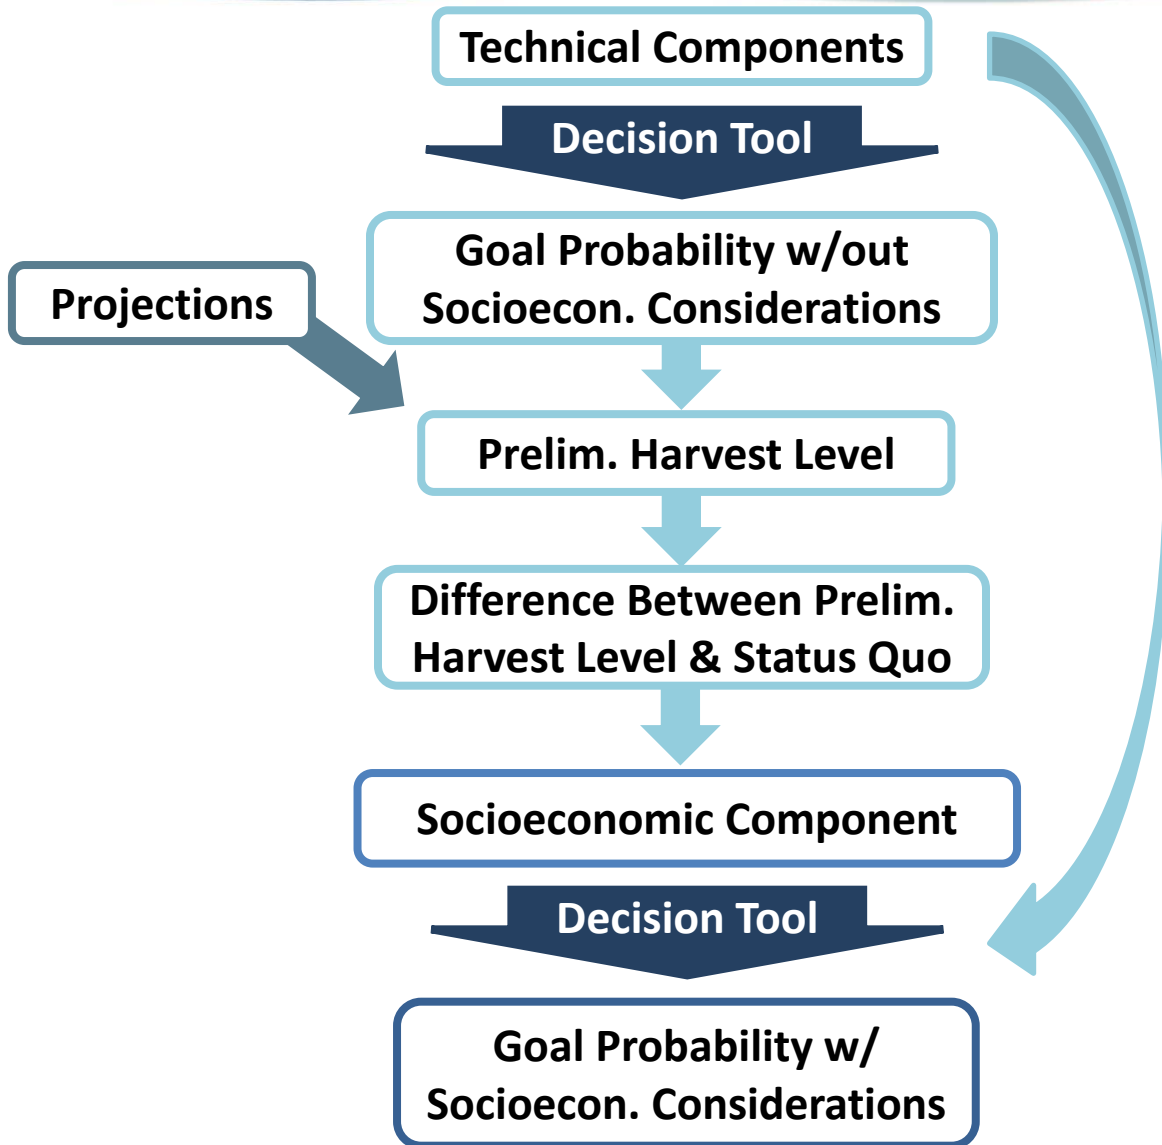 Technical Components
Decision Tool
Goal Probability w/out
Socioecon. Considerations
Projections
Prelim. Harvest Level
Difference Between Prelim.
Harvest Level & Status Quo
Socioeconomic Component
Decision Tool
Goal Probability w/
Socioecon. Considerations